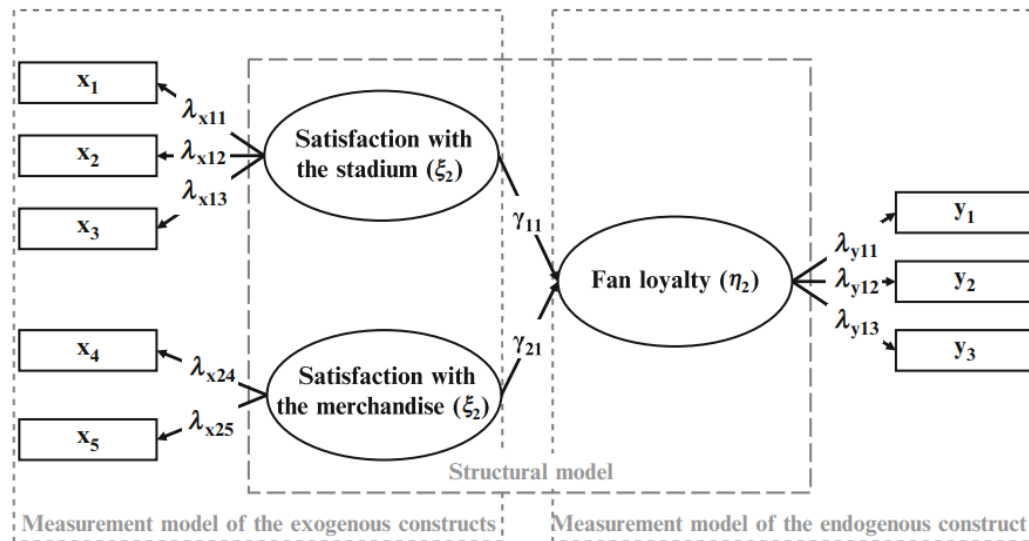 x₁
λₓ₁₁
x₂
λₓ₁₂
λₓ₁₃
x₃
Satisfaction with
the stadium (ξ₂)
γ₁₁
x₄
λₓ₂₄
x₅
λₓ₂₅
Satisfaction with
the merchandise (ξ₂)
γ₂₁
Fan loyalty (η₂)
λy₁₁
λy₁₂
λy₁₃
y₁
y₂
y₃
Structural model
Measurement model of the exogenous constructs
Measurement model of the endogenous construct